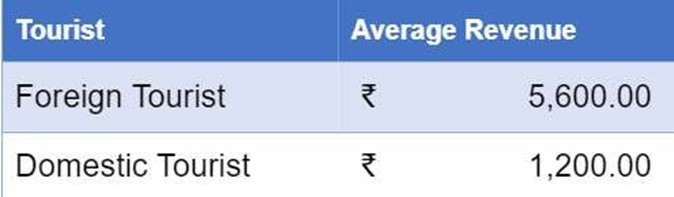 Tourist Average Revenue
Foreign Tourist ₹ 5,600.00
Domestic Tourist ₹ 1,200.00